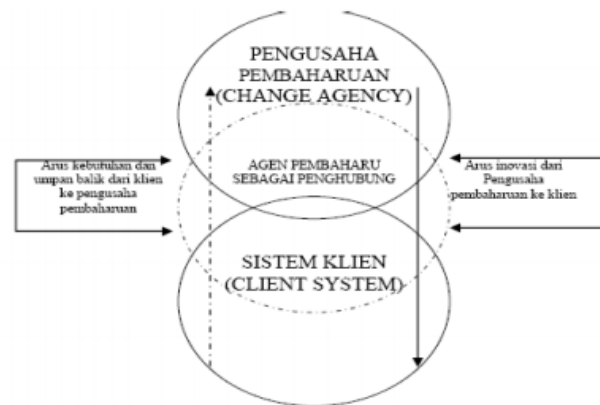 PENGUSAHA
PEMBAHARUAN
(CHANGE AGENCY)
Arus kebutuhan dan
umpan balik dari klien
ke pengusaha
pembaharuan
AGEN PEMBAHARU
SEBAGAI PENGHUBUNG
Arus inovasi dari
Pengusaha
pembaharuan ke klien
SISTEM KLIEN
(CLIENT SYSTEM)